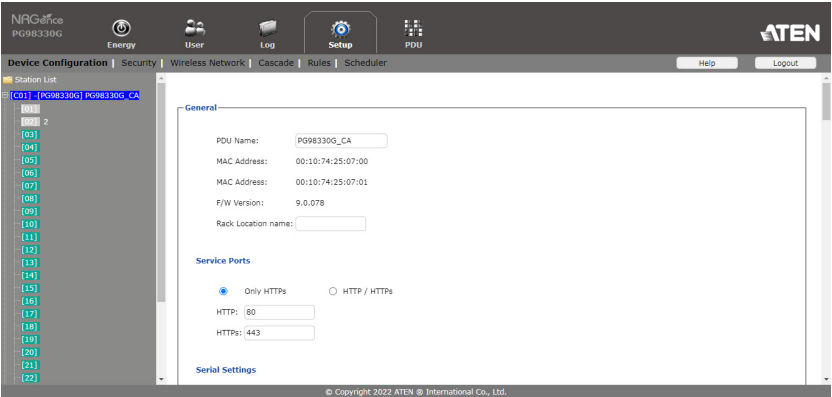 NRGence
PG98330G
Energy
User
Log
Setup
PDU
ATEN
Device Configuration | Security | Wireless Network | Cascade | Rules | Scheduler
Help
Logout
Station List
[C01] -[PG98330G] PG98330G_CA
[01]
[02] 2
[03]
[04]
[05]
[06]
[07]
[08]
[09]
[10]
[11]
[12]
[13]
[14]
[15]
[16]
[17]
[18]
[19]
[20]
[21]
[22]
General
PDU Name: PG98330G_CA
MAC Address: 00:10:74:25:07:00
MAC Address: 00:10:74:25:07:01
F/W Version: 9.0.078
Rack Location name:
Service Ports
Only HTTPs HTTP / HTTPs
HTTP: 80
HTTPs: 443
Serial Settings
© Copyright 2022 ATEN ® International Co., Ltd.